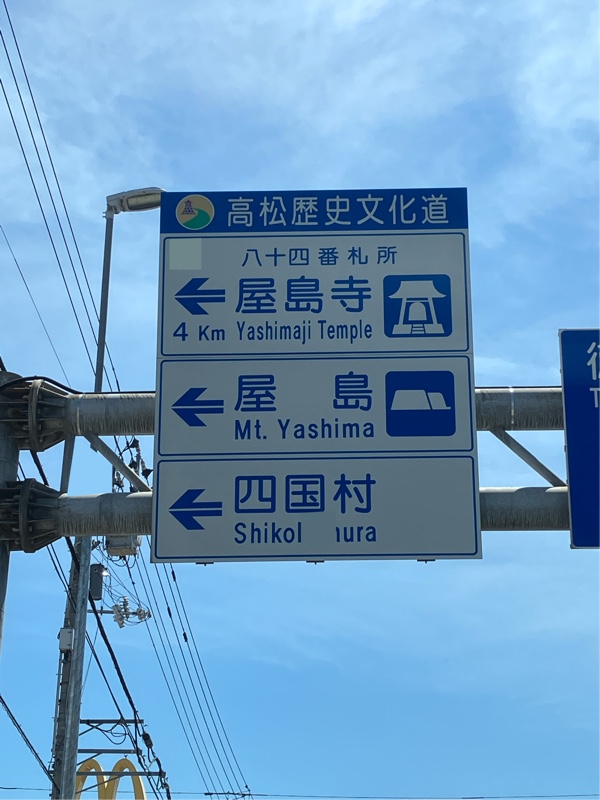 高松歴史文化道
八十四番札所
屋島寺
4 Km Yashimaji Temple
屋島
Mt. Yashima
四国村